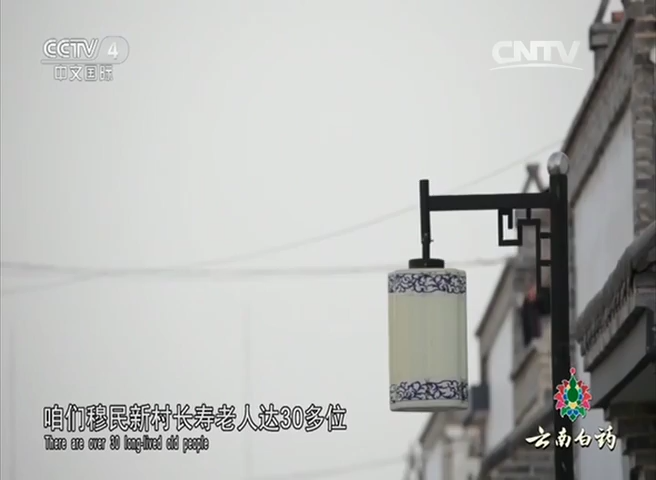 CCTV 4
中文国际
CNTV
咱们穆民新村长寿老人达30多位
There are over 30 long-lived old people
云南白药